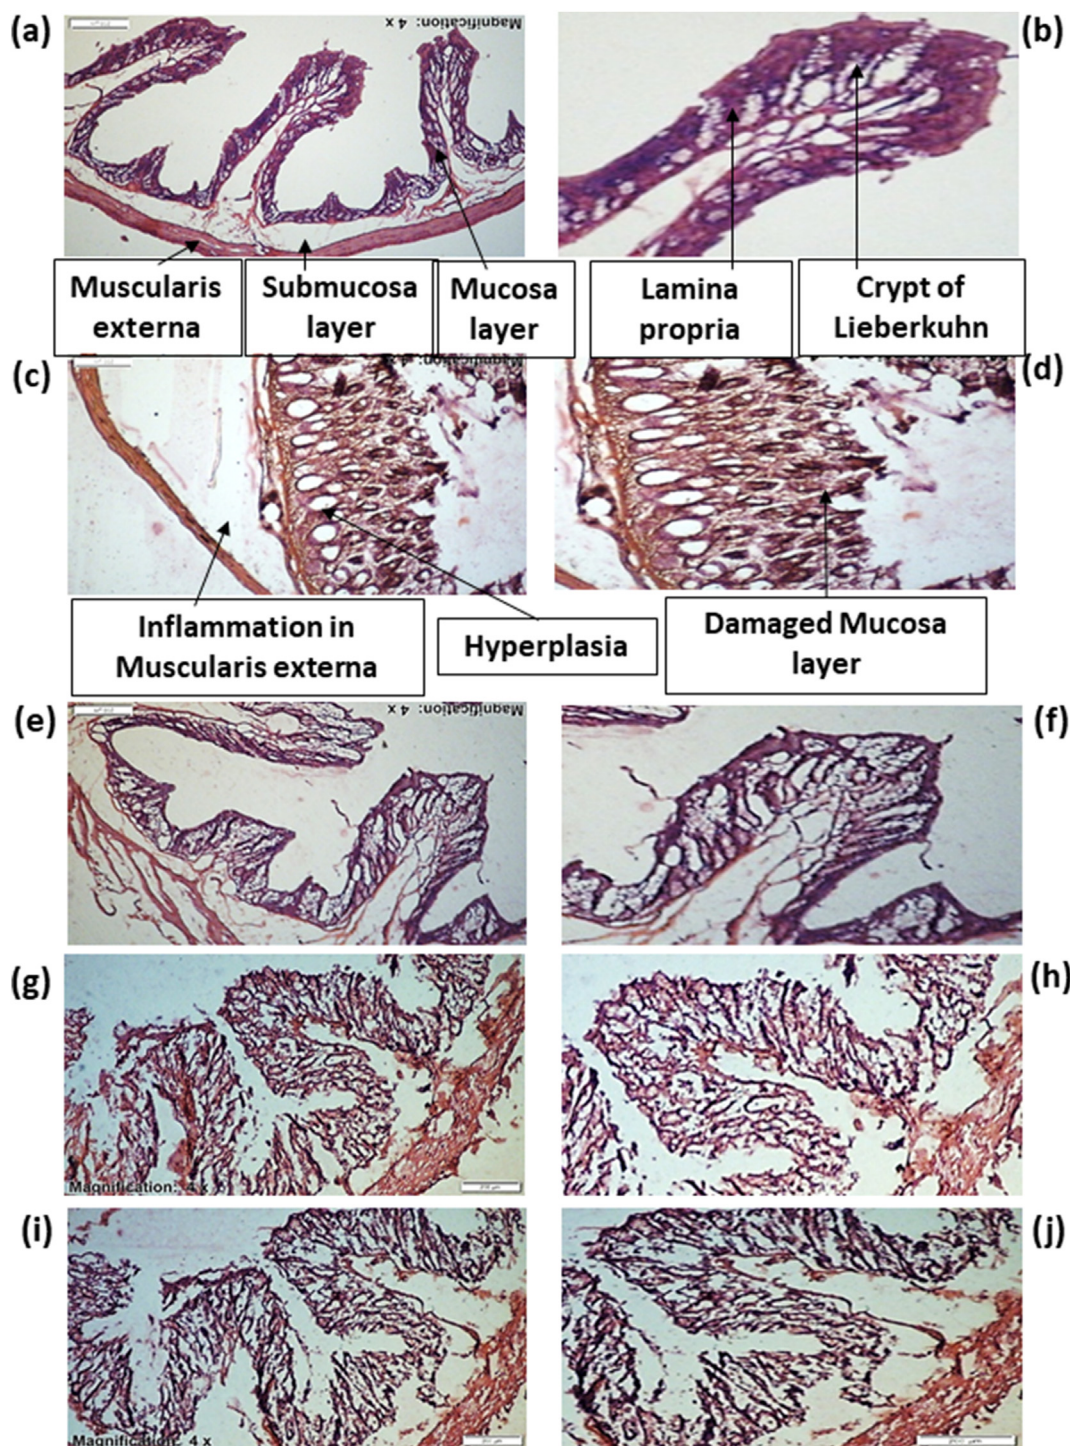 (a)
Magnification: 4 x
(b)
Muscularis
externa
Submucosa
layer
Mucosa
layer
Lamina
propria
Crypt of
Lieberkuhn
(c)
(d)
Inflammation in
Muscularis externa
Hyperplasia
Damaged Mucosa
layer
(e)
Magnification: 4 x
(f)
(g)
Magnification: 4 x
(h)
(i)
Magnification: 4 x
(j)